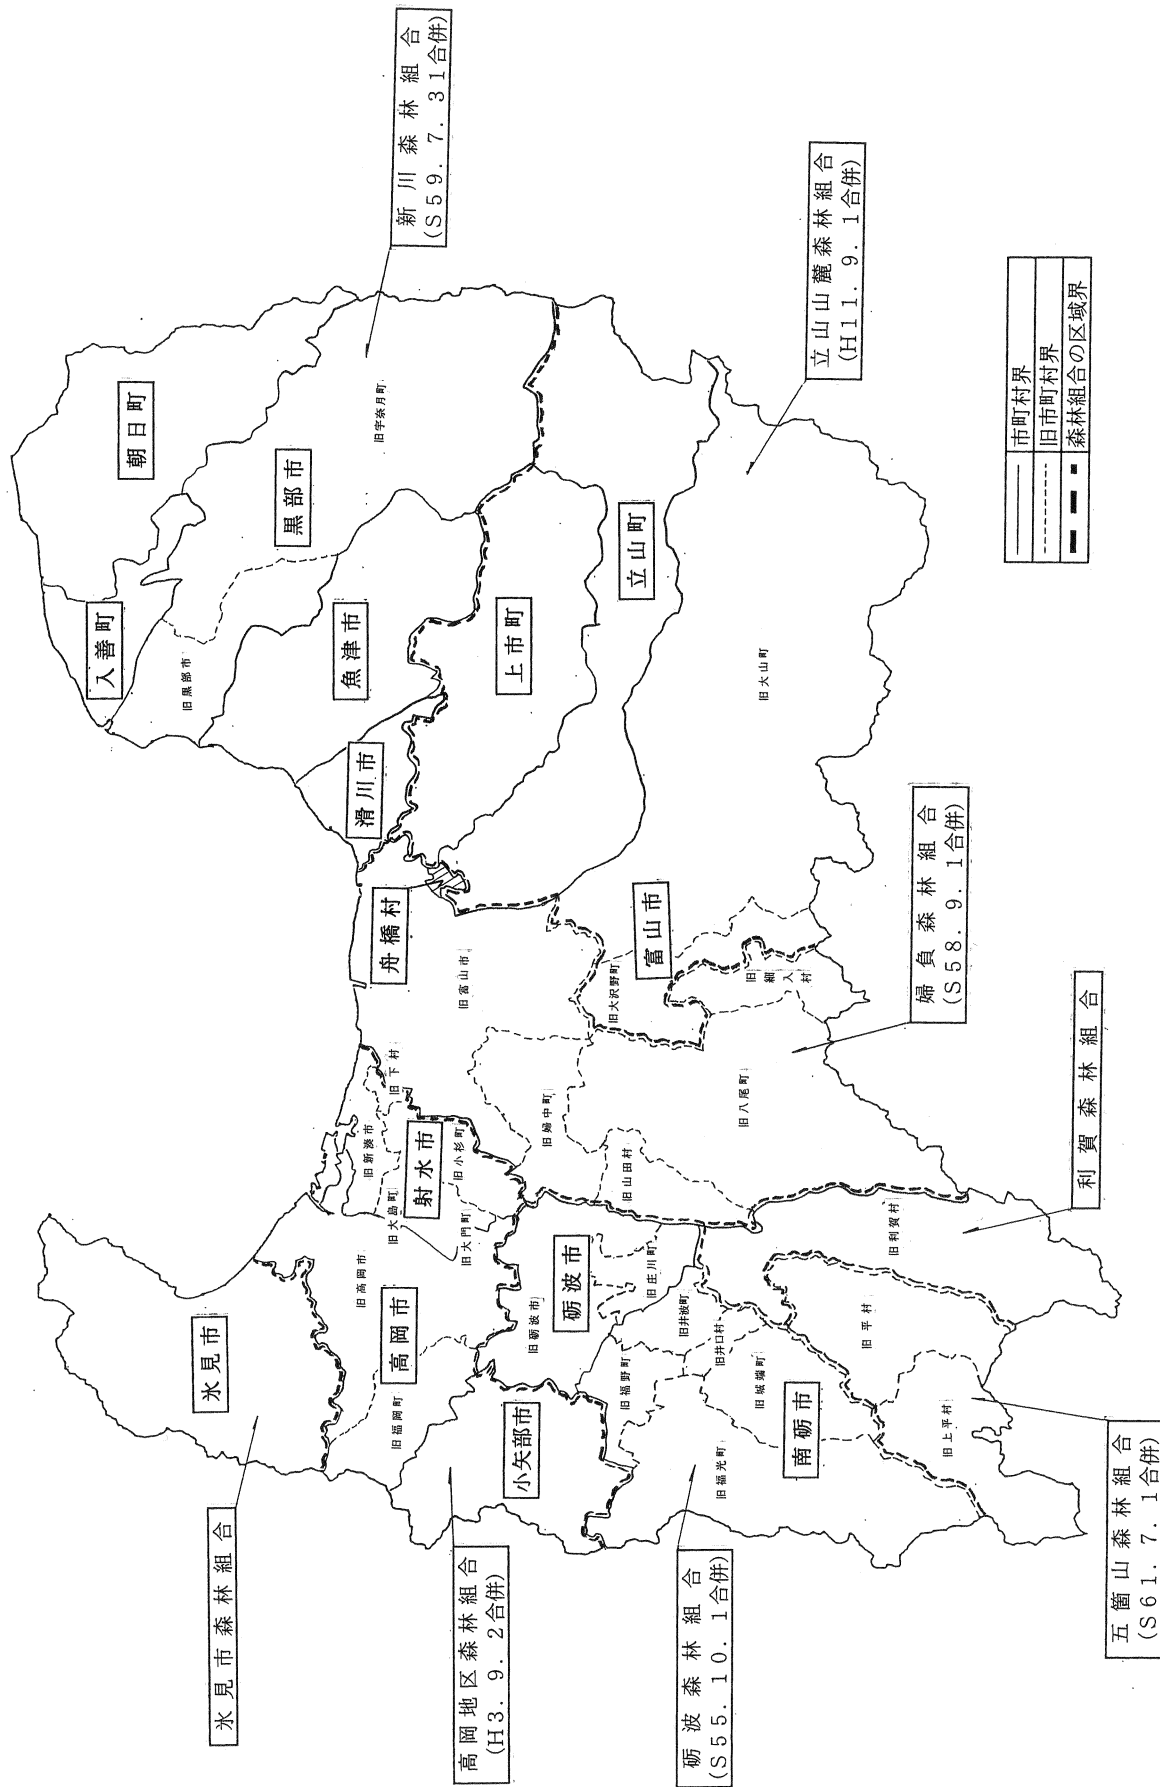 氷見市森林組合
高岡地区森林組合
(H3.9.2合併)
砺波森林組合
(S55.10.1合併)
五箇山森林組合
(S61.7.1合併)
利賀森林組合
婦負森林組合
(S58.9.1合併)
立山山麓森林組合
(H11.9.1合併)
新川森林組合
(S59.7.31合併)
氷見市
高岡市
旧高岡市
旧福岡町
小矢部市
砺波市
旧砺波市
旧庄川町
南砺市
旧福野町
旧井波町
旧井口村
旧城端町
旧福光町
旧平村
旧上平村
旧利賀村
射水市
旧新湊市
旧下村
旧小杉町
旧大島町
旧大門町
富山市
旧富山市
旧婦中町
旧山田村
旧八尾町
旧大沢野町
旧細入村
旧大山町
舟橋村
滑川市
上市町
立山町
魚津市
黒部市
旧黒部市
旧宇奈月町
入善町
朝日町
市町村界
旧市町村界
森林組合の区域界